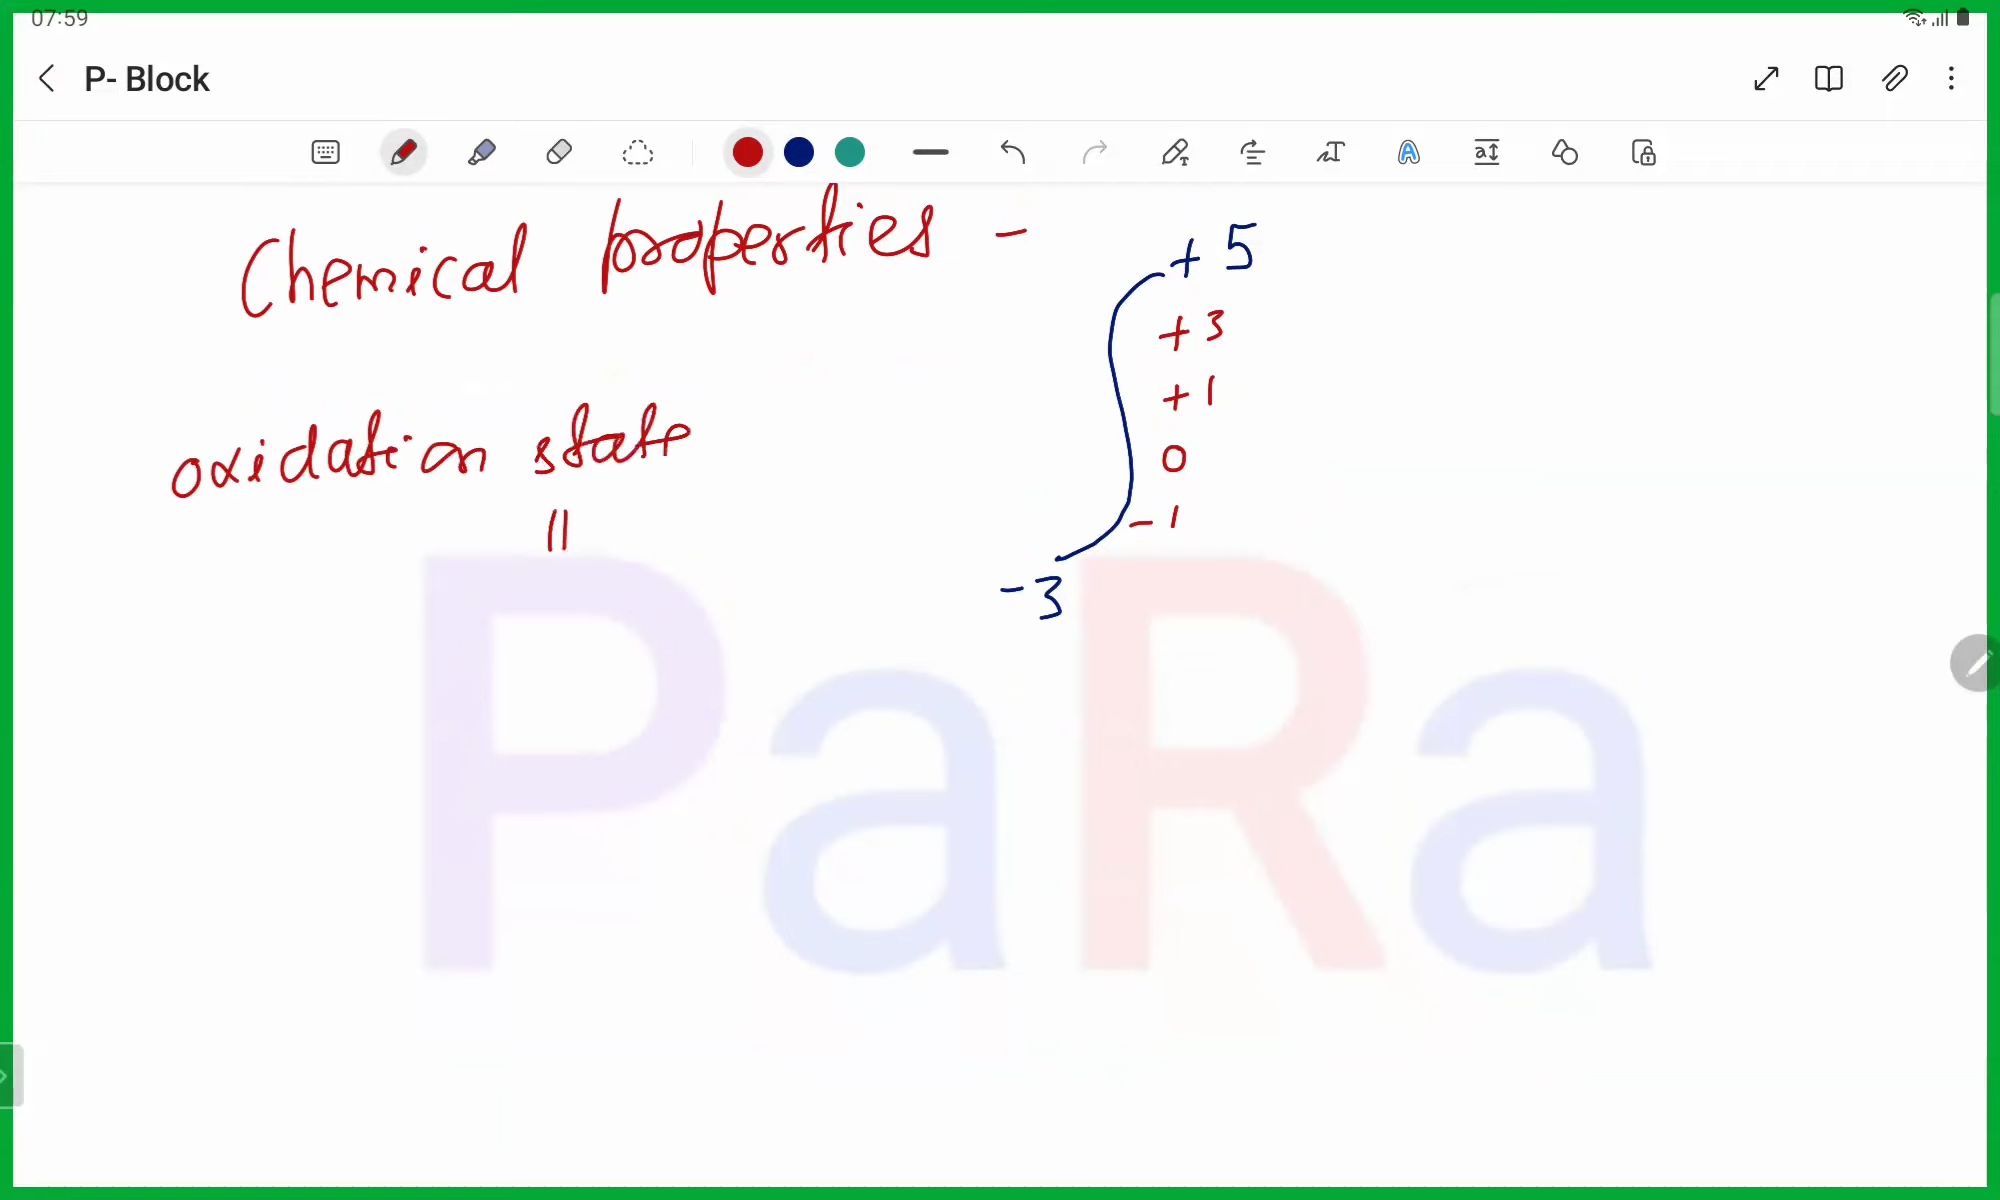 07:59
P- Block
Chemical properties -
+5
+3
+1
0
-1
-3
oxidation state
PaRa